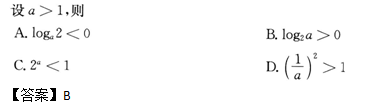 设 a > 1,则
A. logₐ2 < 0 B. log₂a > 0
C. 2ᵃ < 1 D. (1/a)² > 1
【答案】B